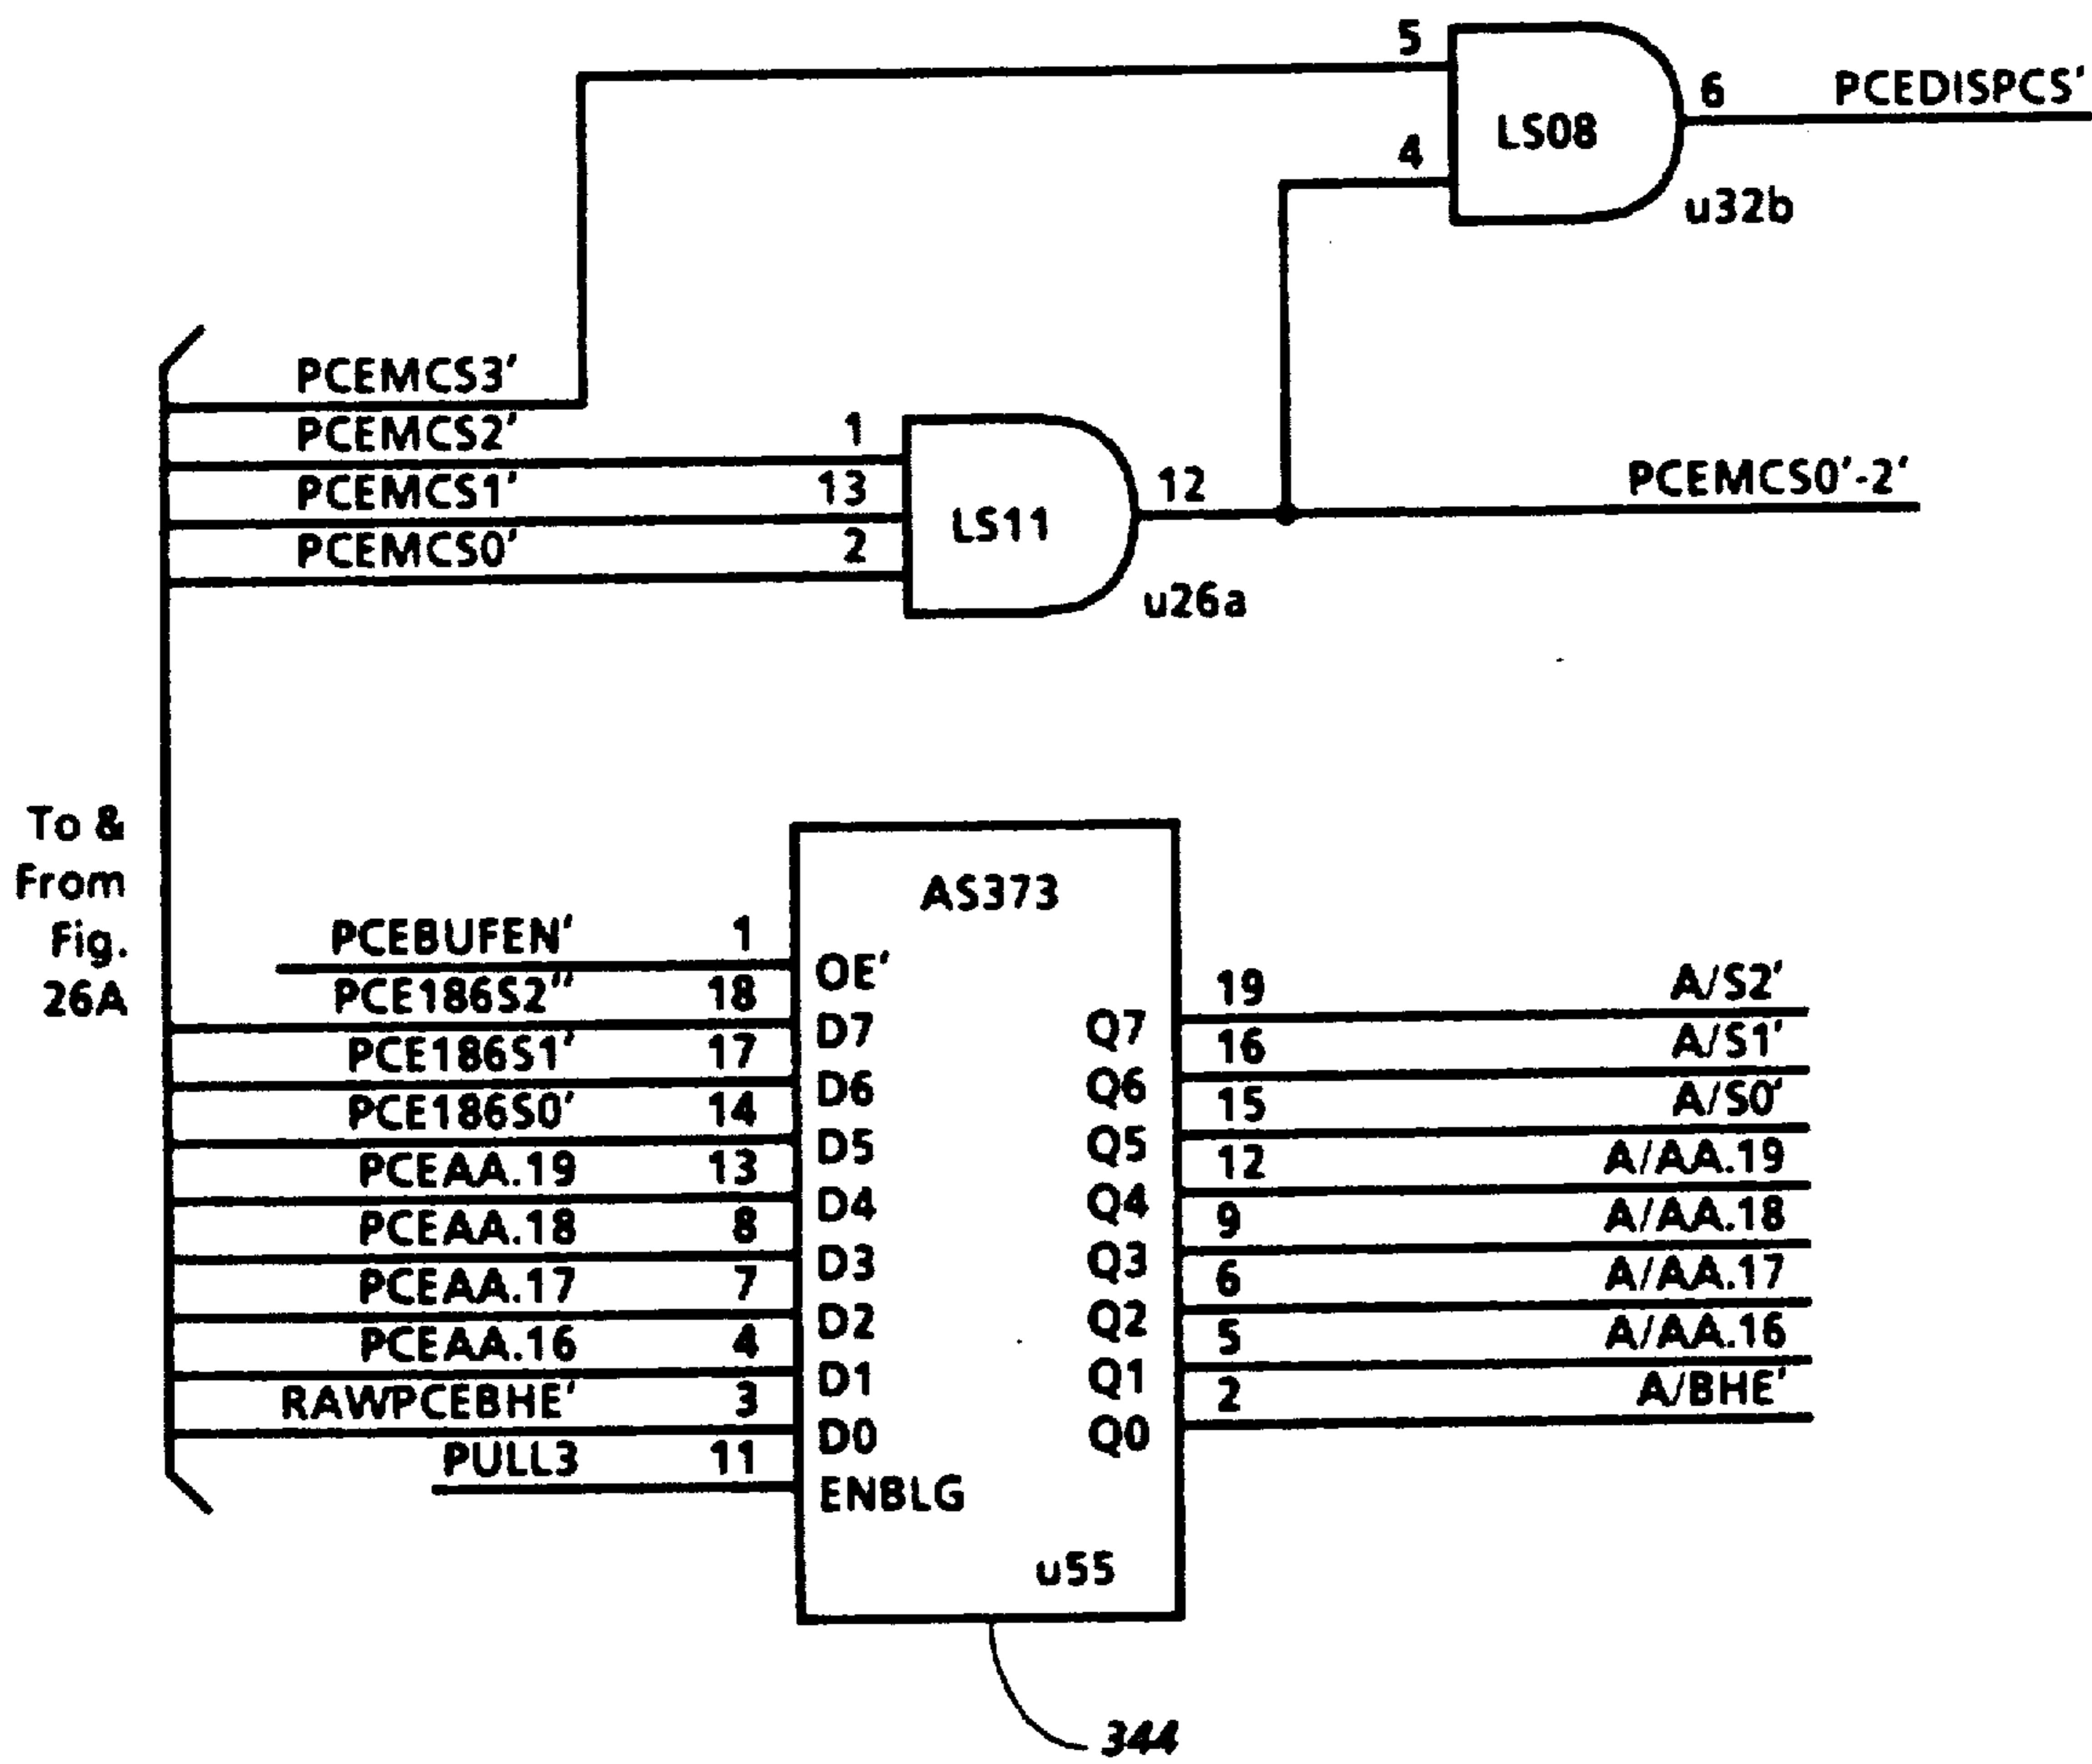 5
PCEDISPCS'
6
LS08
4
u32b
PCEMCS3'
PCEMCS2'
1
PCEMCS1'
13
12
PCEMCS0'-2'
LS11
PCEMCS0'
2
u26a
To &
From
Fig.
26A
AS373
PCEBUFEN'
1
OE'
PCE186S2''
18
D7
Q7
19
A/S2'
PCE186S1'
17
D6
Q6
16
A/S1'
PCE186S0'
14
D5
Q5
15
A/S0'
PCEAA.19
13
D4
Q4
12
A/AA.19
PCEAA.18
8
D3
Q3
9
A/AA.18
PCEAA.17
7
D2
Q2
6
A/AA.17
PCEAA.16
4
D1
Q1
5
A/AA.16
RAWPCEBHE'
3
D0
Q0
2
A/BHE'
PULL3
11
ENBLG
u55
344